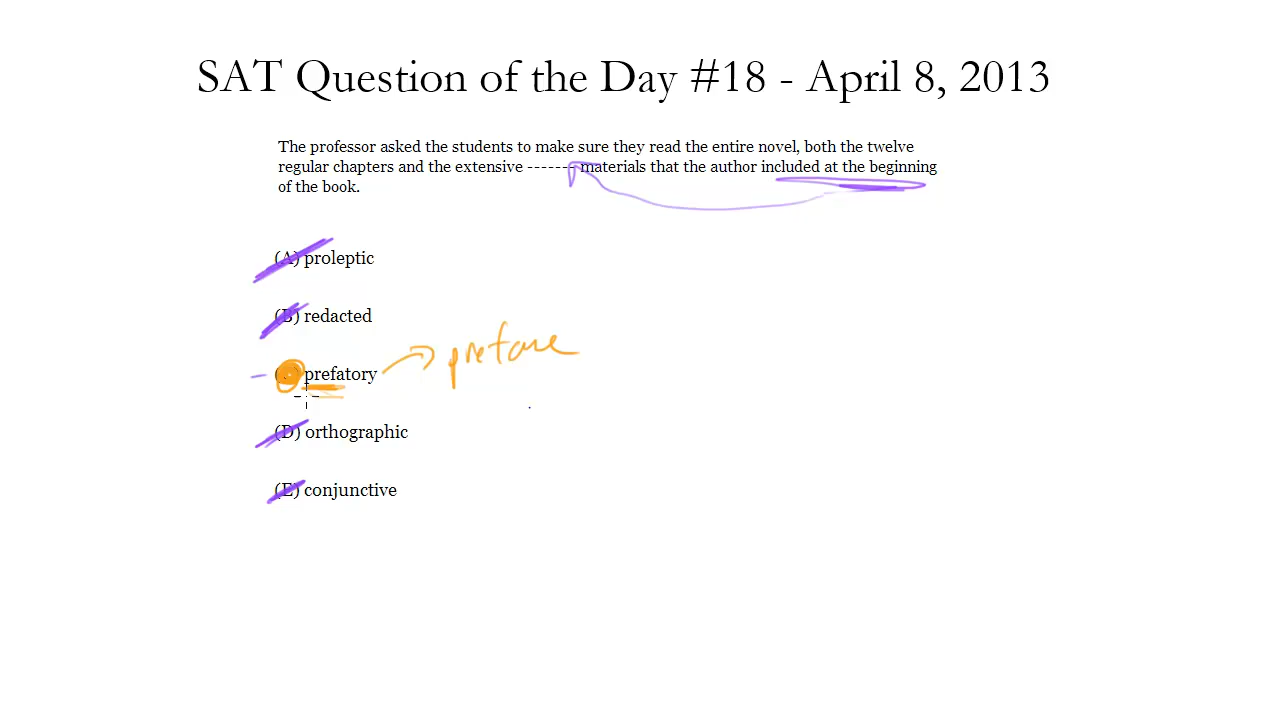 SAT Question of the Day #18 - April 8, 2013
The professor asked the students to make sure they read the entire novel, both the twelve
regular chapters and the extensive ------- materials that the author included at the beginning
of the book.
(A) proleptic
(B) redacted
prefatory
preface
(D) orthographic
(E) conjunctive